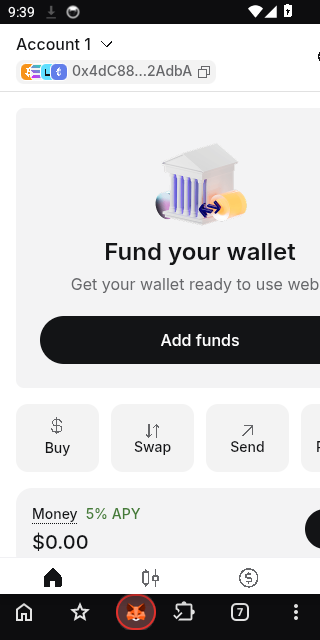 9:39
Account 1
0x4dC88...2AdbA
Fund your wallet
Get your wallet ready to use web
Add funds
Buy
Swap
Send
Money 5% APY
$0.00
7